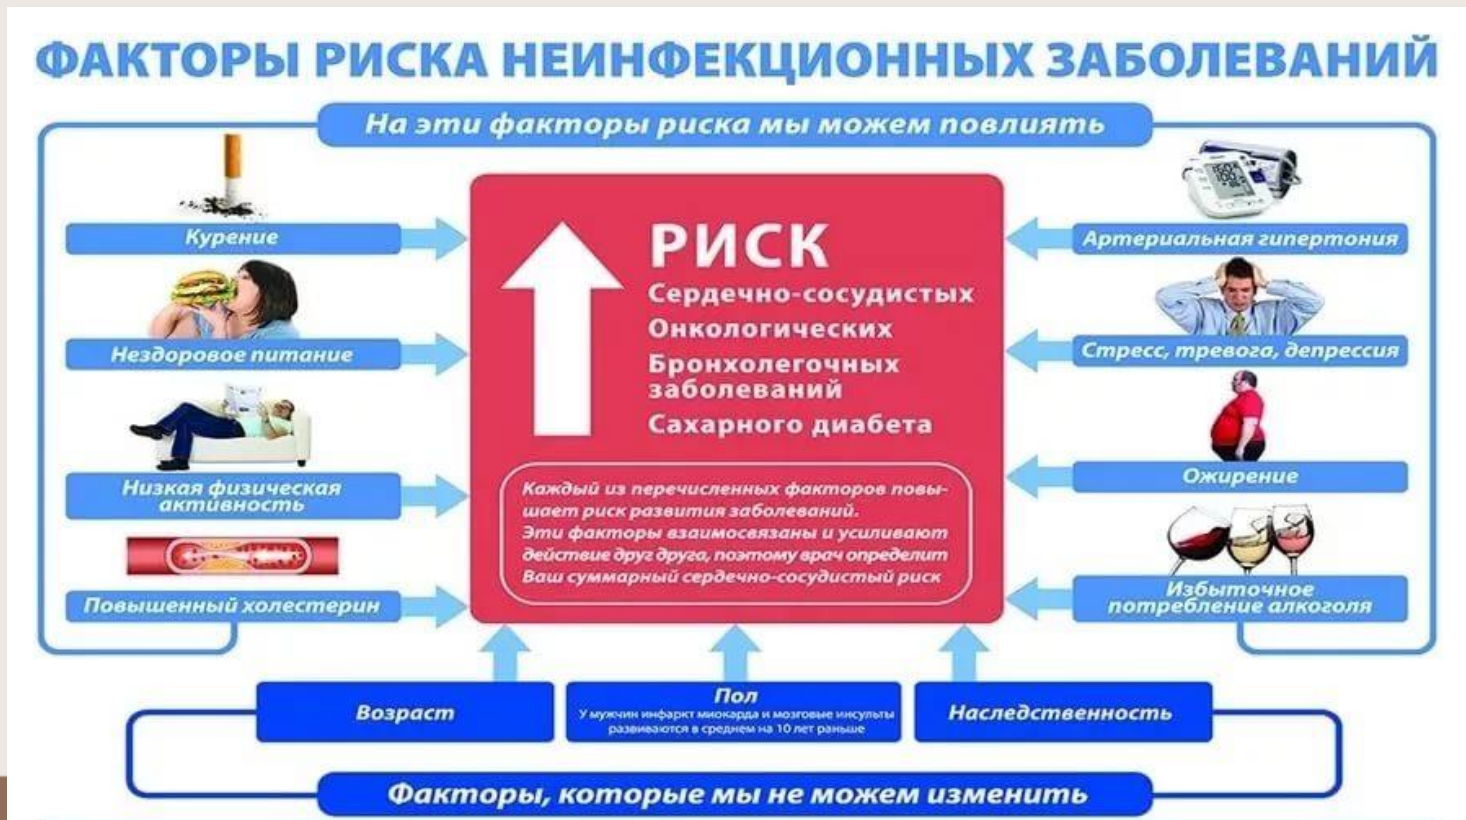 ФАКТОРЫ РИСКА НЕИНФЕКЦИОННЫХ ЗАБОЛЕВАНИЙ
На эти факторы риска мы можем повлиять
Курение
Нездоровое питание
Низкая физическая
активность
Повышенный холестерин
РИСК
Сердечно-сосудистых
Онкологических
Бронхолегочных
заболеваний
Сахарного диабета
Каждый из перечисленных факторов повы-
шает риск развития заболеваний.
Эти факторы взаимосвязаны и усиливают
действие друг друга, поэтому врач определит
Ваш суммарный сердечно-сосудистый риск
Артериальная гипертония
Стресс, тревога, депрессия
Ожирение
Избыточное
потребление алкоголя
Возраст
Пол
У мужчин инфаркт миокарда и мозговые инсульты
развиваются в среднем на 10 лет раньше
Наследственность
Факторы, которые мы не можем изменить